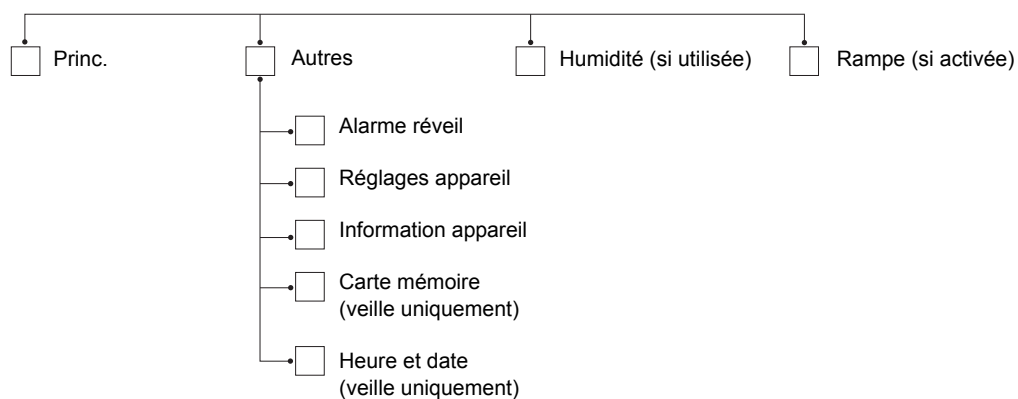 Princ.
Autres
Humidité (si utilisée)
Rampe (si activée)
Alarme réveil
Réglages appareil
Information appareil
Carte mémoire
(veille uniquement)
Heure et date
(veille uniquement)